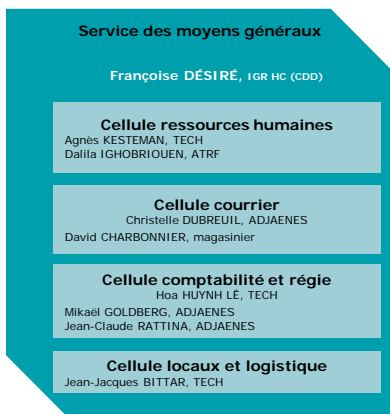 Service des moyens généraux
Françoise DÉSIRÉ, IGR HC (CDD)
Cellule ressources humaines
Agnès KESTEMAN, TECH
Dalila IGHOBRIOUEN, ATRF
Cellule courrier
Christelle DUBREUIL, ADJAENES
David CHARBONNIER, magasinier
Cellule comptabilité et régie
Hoa HUYNH LÊ, TECH
Mikaël GOLDBERG, ADJAENES
Jean-Claude RATTINA, ADJAENES
Cellule locaux et logistique
Jean-Jacques BITTAR, TECH